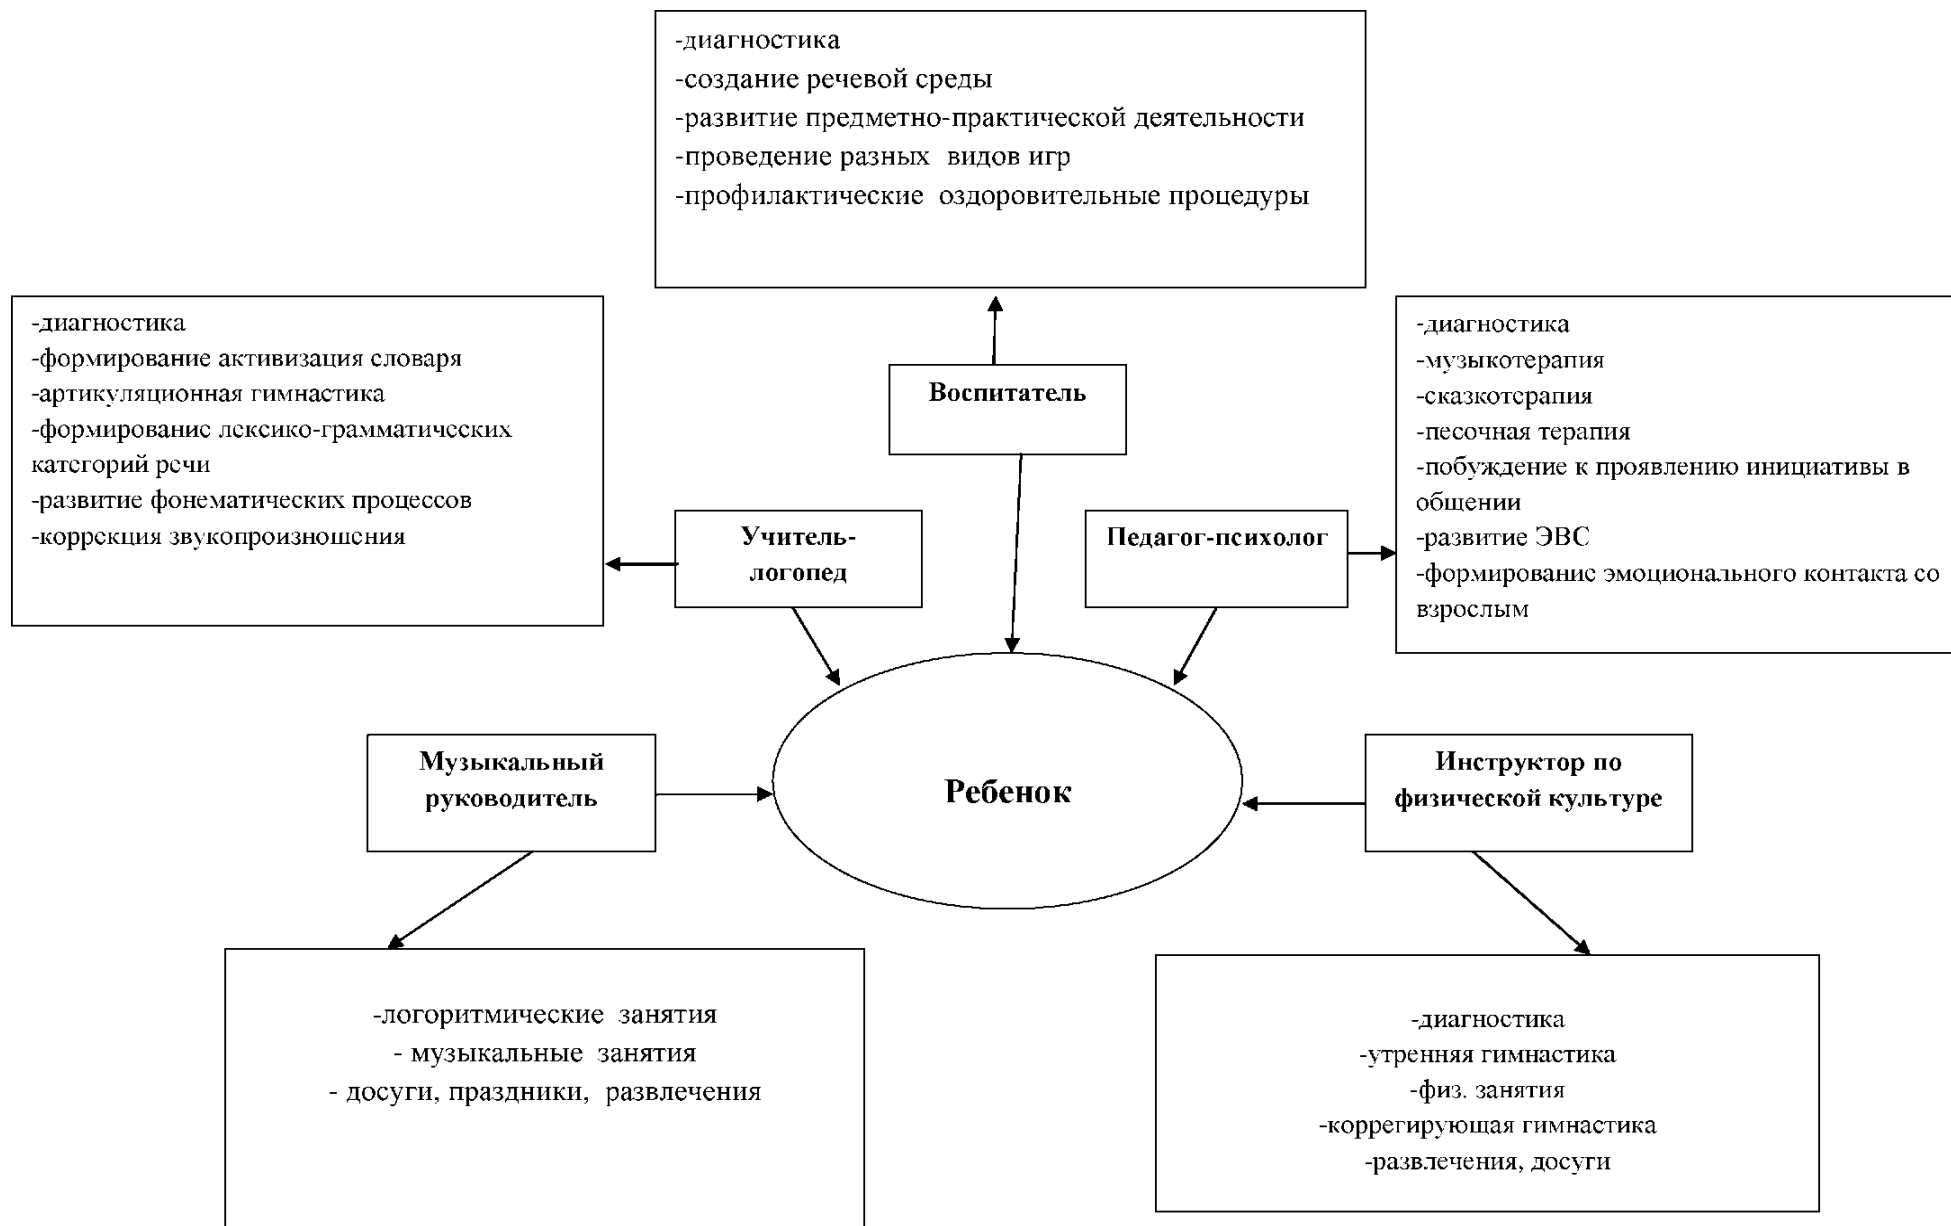 -диагностика
-создание речевой среды
-развитие предметно-практической деятельности
-проведение разных видов игр
-профилактические оздоровительные процедуры
-диагностика
-формирование активизация словаря
-артикуляционная гимнастика
-формирование лексико-грамматических
категорий речи
-развитие фонематических процессов
-коррекция звукопроизношения
Воспитатель
-диагностика
-музыкотерапия
-сказкотерапия
-песочная терапия
-побуждение к проявлению инициативы в
общении
-развитие ЭВС
-формирование эмоционального контакта со
взрослым
Учитель-
логопед
Педагог-психолог
Музыкальный
руководитель
Ребенок
Инструктор по
физической культуре
-логоритмические занятия
- музыкальные занятия
- досуги, праздники, развлечения
-диагностика
-утренняя гимнастика
-физ. занятия
-коррегирующая гимнастика
-развлечения, досуги